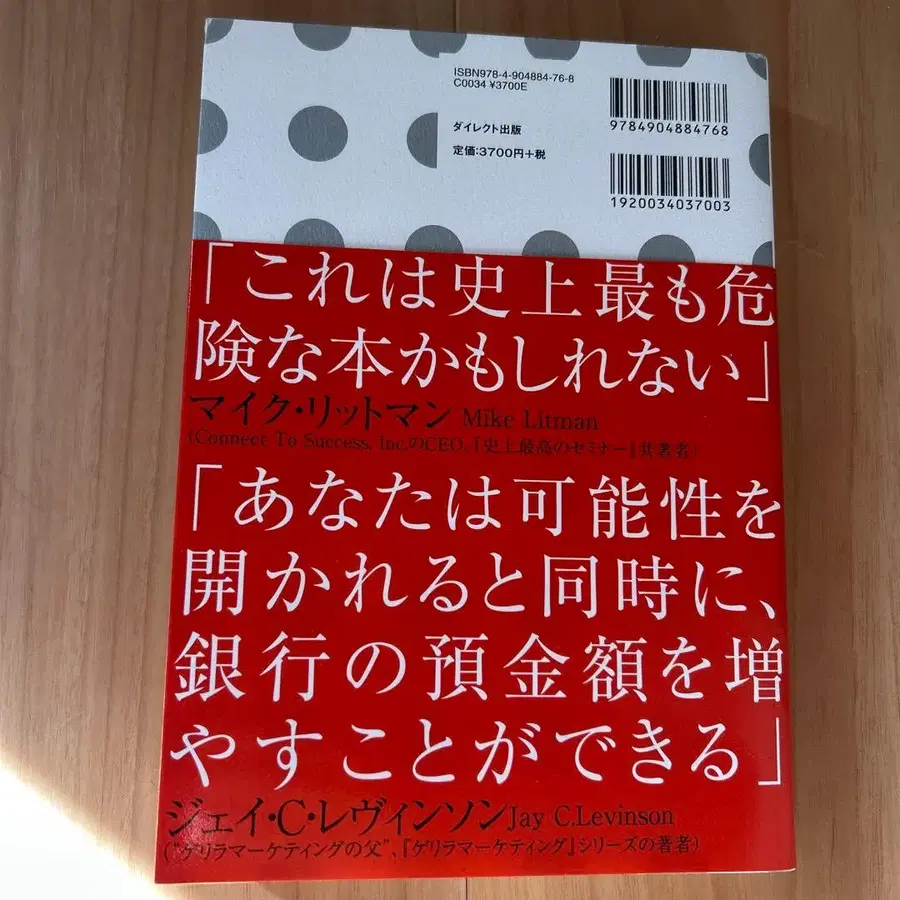 ISBN978-4-904884-76-8
C0034 ¥3700E
9784904884768
ダイレクト出版
定価:3700円+税
1920034037003
「これは史上最も危
険な本かもしれない」
マイク・リットマン Mike Litman
(Connect To Success, Inc.のCEO、『史上最高のセミナー』共著者)
「あなたは可能性を
開かれると同時に、
銀行の預金額を増
やすことができる」
ジェイ・C・レヴィンソン Jay C.Levinson
(“ゲリラマーケティングの父”、『ゲリラマーケティング』シリーズの著者)